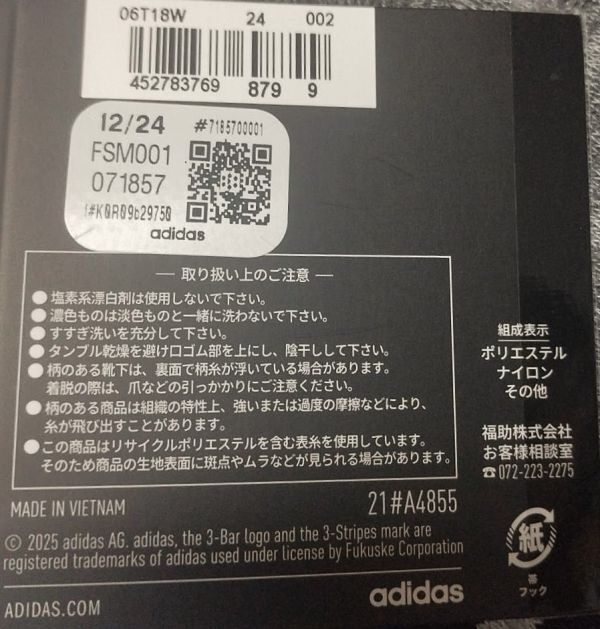 06T18W 24 002
452783769 879 9
12/24 #7185700001
FSM001
071857
adidas
取り扱い上のご注意
●塩素系漂白剤は使用しないで下さい。
●濃色ものは淡色ものと一緒に洗わないで下さい。
●すすぎ洗いを充分して下さい。
●タンブル乾燥を避け口ゴム部を上にし、陰干しして下さい。
●柄のある靴下は、裏面で柄糸が浮いている場合があります。
着脱の際は、爪などの引っかかりにご注意ください。
●柄のある商品は組織の特性上、強いまたは過度の摩擦などにより、
糸が飛び出すことがあります。
●この商品はリサイクルポリエステルを含む表糸を使用しています。
そのため商品の生地表面に斑点やムラなどが見られる場合があります。
組成表示
ポリエステル
ナイロン
その他
福助株式会社
お客様相談室
☎072-223-2275
MADE IN VIETNAM 21#A4855
© 2025 adidas AG. adidas, the 3-Bar logo and the 3-Stripes mark are
registered trademarks of adidas used under license by Fukuske Corporation
紙
帯
フック
ADIDAS.COM
adidas